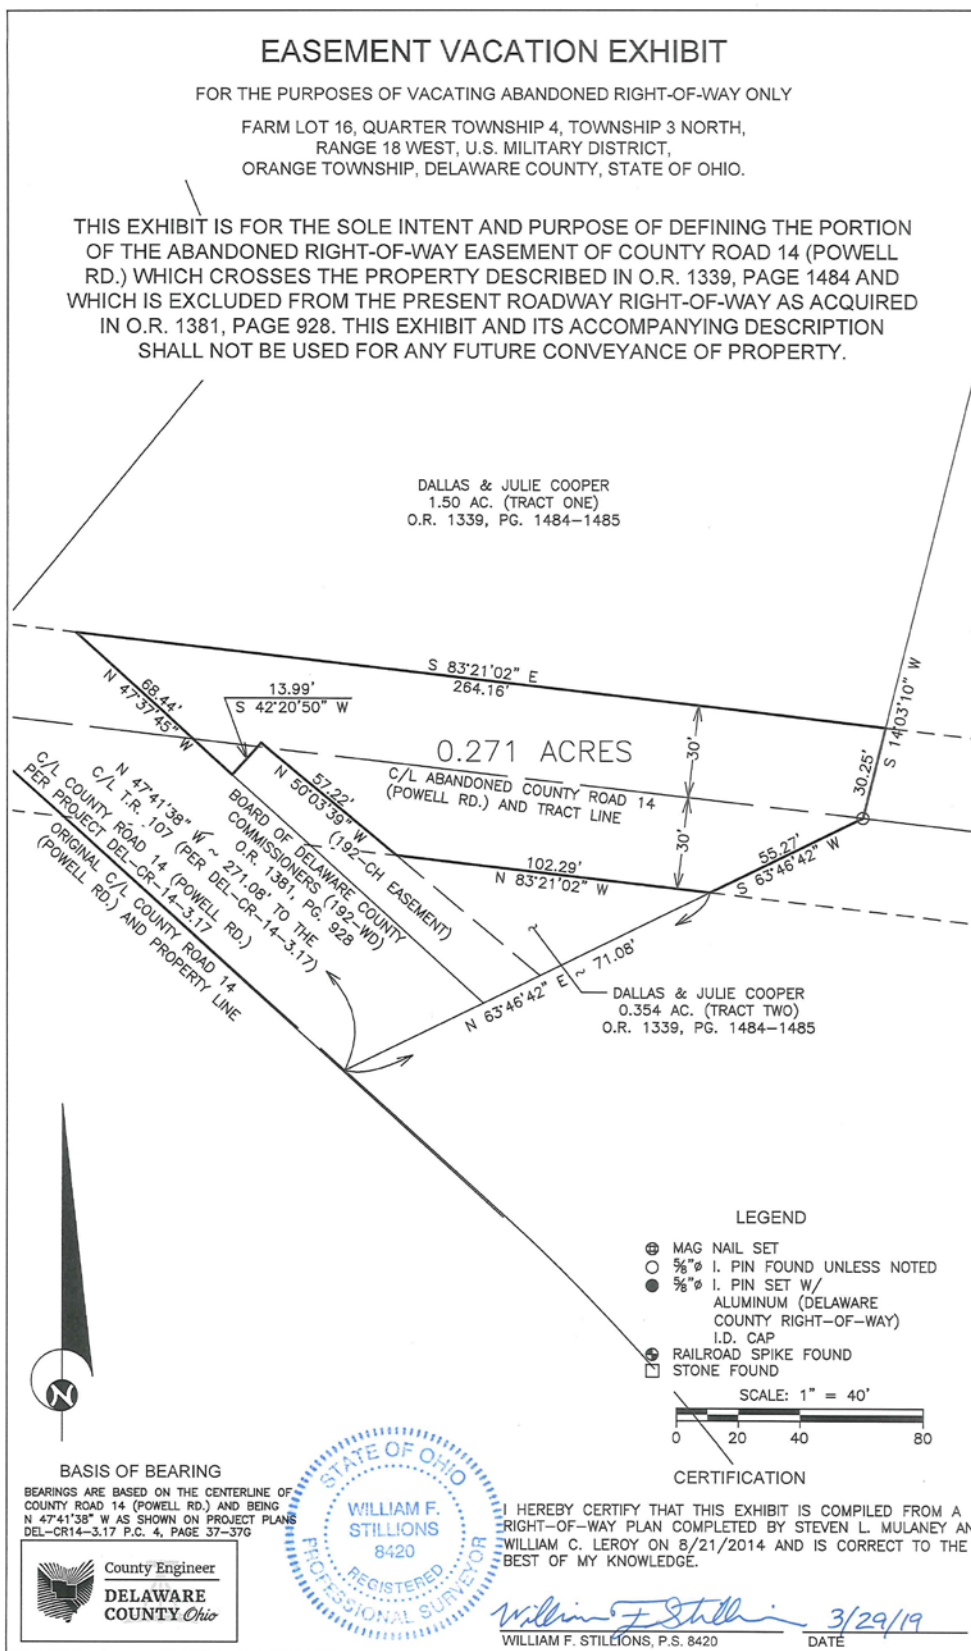 EASEMENT VACATION EXHIBIT
FOR THE PURPOSES OF VACATING ABANDONED RIGHT-OF-WAY ONLY
FARM LOT 16, QUARTER TOWNSHIP 4, TOWNSHIP 3 NORTH,
RANGE 18 WEST, U.S. MILITARY DISTRICT,
ORANGE TOWNSHIP, DELAWARE COUNTY, STATE OF OHIO.
THIS EXHIBIT IS FOR THE SOLE INTENT AND PURPOSE OF DEFINING THE PORTION
OF THE ABANDONED RIGHT-OF-WAY EASEMENT OF COUNTY ROAD 14 (POWELL
RD.) WHICH CROSSES THE PROPERTY DESCRIBED IN O.R. 1339, PAGE 1484 AND
WHICH IS EXCLUDED FROM THE PRESENT ROADWAY RIGHT-OF-WAY AS ACQUIRED
IN O.R. 1381, PAGE 928. THIS EXHIBIT AND ITS ACCOMPANYING DESCRIPTION
SHALL NOT BE USED FOR ANY FUTURE CONVEYANCE OF PROPERTY.
DALLAS & JULIE COOPER
1.50 AC. (TRACT ONE)
O.R. 1339, PG. 1484-1485
S 83°21'02" E
264.16'
S 14°03'10" W
30.25'
68.44'
N 47°37'45" W
13.99'
S 42°20'50" W
0.271 ACRES
C/L ABANDONED COUNTY ROAD 14
(POWELL RD.) AND TRACT LINE
30'
30'
57.22'
N 50°03'39" W
(192-CH EASEMENT)
BOARD OF DELAWARE COUNTY
COMMISSIONERS (192-WD)
O.R. 1381, PG. 928
102.29'
N 83°21'02" W
55.27'
S 63°46'42" W
N 47°41'38" W ~ 271.08' TO THE
C/L T.R. 107 (PER DEL-CR-14-3.17)
C/L COUNTY ROAD 14 (POWELL RD.)
PER PROJECT DEL-CR-14-3.17
ORIGINAL C/L COUNTY ROAD 14
(POWELL RD.) AND PROPERTY LINE
N 63°46'42" E ~ 71.08'
DALLAS & JULIE COOPER
0.354 AC. (TRACT TWO)
O.R. 1339, PG. 1484-1485
N
LEGEND
MAG NAIL SET
5/8"ø I. PIN FOUND UNLESS NOTED
5/8"ø I. PIN SET W/
ALUMINUM (DELAWARE
COUNTY RIGHT-OF-WAY)
I.D. CAP
RAILROAD SPIKE FOUND
STONE FOUND
SCALE: 1" = 40'
0 20 40 80
BASIS OF BEARING
BEARINGS ARE BASED ON THE CENTERLINE OF
COUNTY ROAD 14 (POWELL RD.) AND BEING
N 47°41'38" W AS SHOWN ON PROJECT PLANS
DEL-CR14-3.17 P.C. 4, PAGE 37-37G
County Engineer
DELAWARE
COUNTY Ohio
STATE OF OHIO
WILLIAM F.
STILLIONS
8420
REGISTERED
PROFESSIONAL SURVEYOR
CERTIFICATION
I HEREBY CERTIFY THAT THIS EXHIBIT IS COMPILED FROM A
RIGHT-OF-WAY PLAN COMPLETED BY STEVEN L. MULANEY AN
WILLIAM C. LEROY ON 8/21/2014 AND IS CORRECT TO THE
BEST OF MY KNOWLEDGE.
William F Stillions 3/29/19
WILLIAM F. STILLIONS, P.S. 8420 DATE